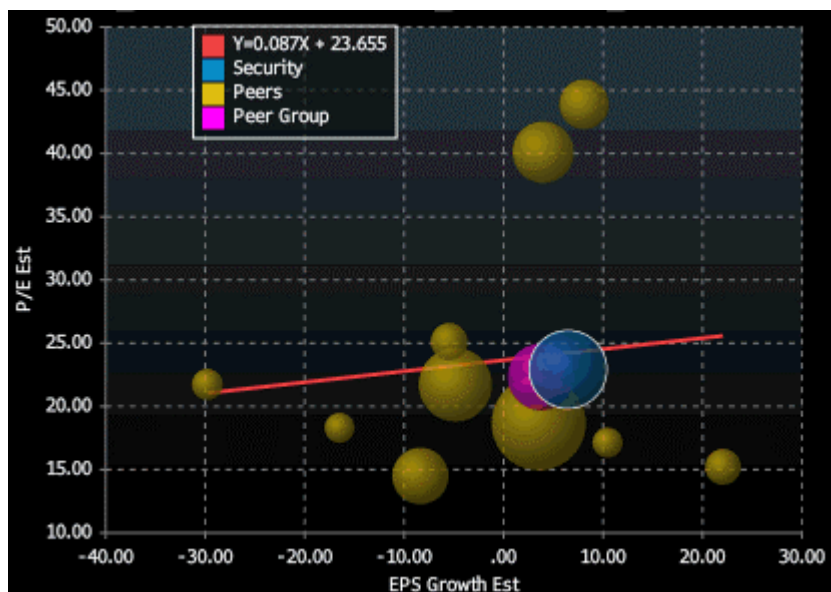 50.00
45.00
40.00
35.00
30.00
25.00
20.00
15.00
10.00
P/E Est
Y=0.087X + 23.655
Security
Peers
Peer Group
-40.00
-30.00
-20.00
-10.00
.00
10.00
20.00
30.00
EPS Growth Est